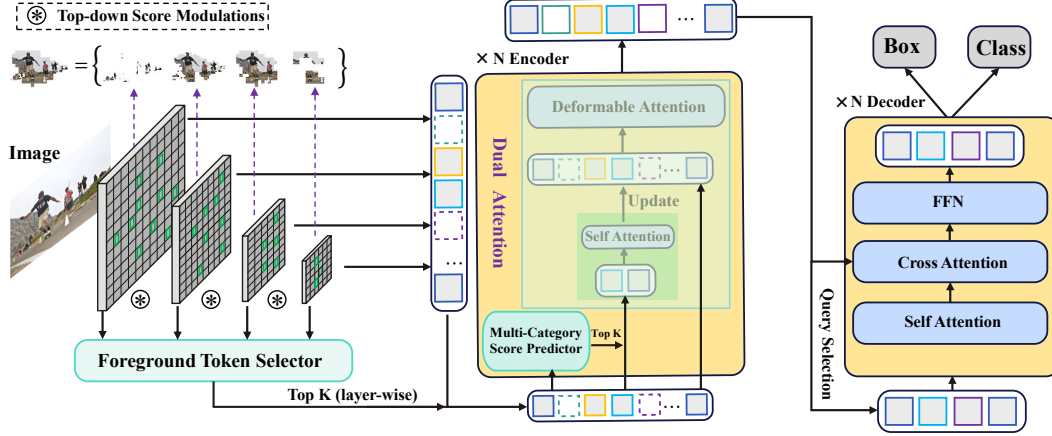 Top-down Score Modulations
Image
Foreground Token Selector
Top K (layer-wise)
...
× N Encoder
Dual Attention
Deformable Attention
...
Update
Self Attention
Multi-Category
Score Predictor
Top K
...
...
Query Selection
Box
Class
× N Decoder
FFN
Cross Attention
Self Attention